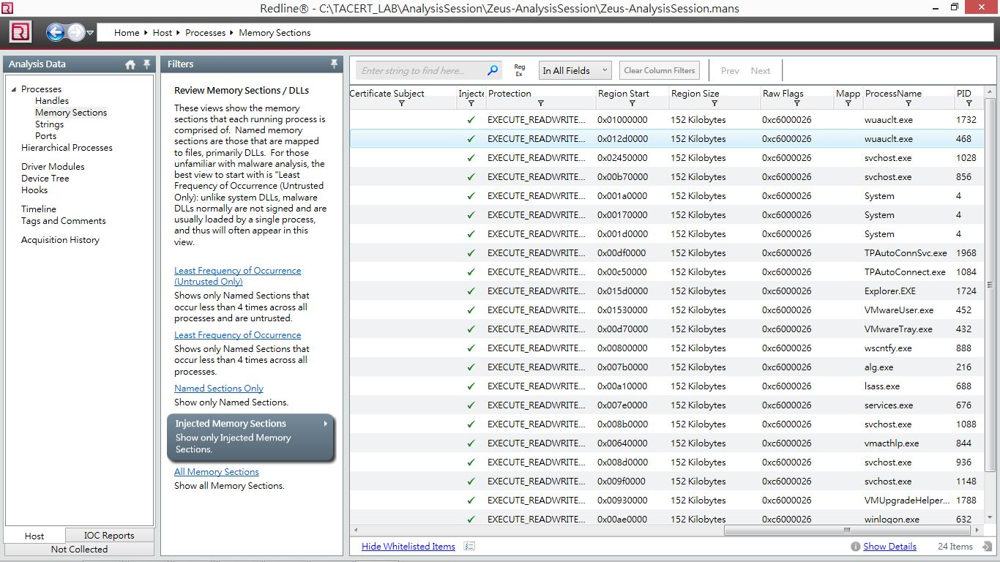 Redline® - C:\TACERT_LAB\AnalysisSession\Zeus-AnalysisSession\Zeus-AnalysisSession.mans
Home Host Processes Memory Sections
Analysis Data
Processes
Handles
Memory Sections
Strings
Ports
Hierarchical Processes
Driver Modules
Device Tree
Hooks
Timeline
Tags and Comments
Acquisition History
Host
IOC Reports
Not Collected
Filters
Review Memory Sections / DLLs
These views show the memory
sections that each running process is
comprised of. Named memory
sections are those that are mapped
to files, primarily DLLs. For those
unfamiliar with malware analysis, the
best view to start with is "Least
Frequency of Occurrence (Untrusted
Only): unlike system DLLs, malware
DLLs normally are not signed and are
usually loaded by a single process,
and thus will often appear in this
view.
Least Frequency of Occurrence
(Untrusted Only)
Shows only Named Sections that
occur less than 4 times across all
processes and are untrusted.
Least Frequency of Occurrence
Shows only Named Sections that
occur less than 4 times across all
processes.
Named Sections Only
Show only Named Sections.
Injected Memory Sections
Show only Injected Memory
Sections.
All Memory Sections
Show all Memory Sections.
Enter string to find here...
Reg
Ex
In All Fields
Clear Column Filters
Prev Next
Certificate Subject Injecte Protection Region Start Region Size Raw Flags Mapp ProcessName PID
EXECUTE_READWRITE... 0x01000000 152 Kilobytes 0xc6000026 wuauclt.exe 1732
EXECUTE_READWRITE... 0x012d0000 152 Kilobytes 0xc6000026 wuauclt.exe 468
EXECUTE_READWRITE... 0x02450000 152 Kilobytes 0xc6000026 svchost.exe 1028
EXECUTE_READWRITE... 0x00b70000 152 Kilobytes 0xc6000026 svchost.exe 856
EXECUTE_READWRITE... 0x001a0000 152 Kilobytes 0xc6000026 System 4
EXECUTE_READWRITE... 0x00170000 152 Kilobytes 0xc6000026 System 4
EXECUTE_READWRITE... 0x001d0000 152 Kilobytes 0xc6000026 System 4
EXECUTE_READWRITE... 0x00df0000 152 Kilobytes 0xc6000026 TPAutoConnSvc.exe 1968
EXECUTE_READWRITE... 0x00c50000 152 Kilobytes 0xc6000026 TPAutoConnect.exe 1084
EXECUTE_READWRITE... 0x015d0000 152 Kilobytes 0xc6000026 Explorer.EXE 1724
EXECUTE_READWRITE... 0x01530000 152 Kilobytes 0xc6000026 VMwareUser.exe 452
EXECUTE_READWRITE... 0x00d70000 152 Kilobytes 0xc6000026 VMwareTray.exe 432
EXECUTE_READWRITE... 0x00800000 152 Kilobytes 0xc6000026 wscntfy.exe 888
EXECUTE_READWRITE... 0x007b0000 152 Kilobytes 0xc6000026 alg.exe 216
EXECUTE_READWRITE... 0x00a10000 152 Kilobytes 0xc6000026 lsass.exe 688
EXECUTE_READWRITE... 0x007e0000 152 Kilobytes 0xc6000026 services.exe 676
EXECUTE_READWRITE... 0x008b0000 152 Kilobytes 0xc6000026 svchost.exe 1088
EXECUTE_READWRITE... 0x00640000 152 Kilobytes 0xc6000026 vmacthlp.exe 844
EXECUTE_READWRITE... 0x008d0000 152 Kilobytes 0xc6000026 svchost.exe 936
EXECUTE_READWRITE... 0x009f0000 152 Kilobytes 0xc6000026 svchost.exe 1148
EXECUTE_READWRITE... 0x00930000 152 Kilobytes 0xc6000026 VMUpgradeHelper... 1788
EXECUTE_READWRITE... 0x00ae0000 152 Kilobytes 0xc6000026 winlogon.exe 632
Hide Whitelisted Items
Show Details
24 Items